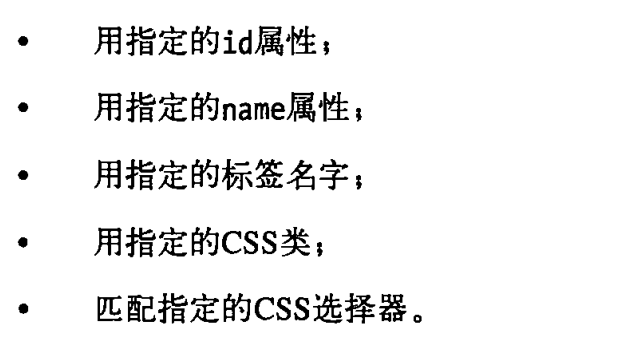 • 用指定的id属性；
• 用指定的name属性；
• 用指定的标签名字；
• 用指定的CSS类；
• 匹配指定的CSS选择器。